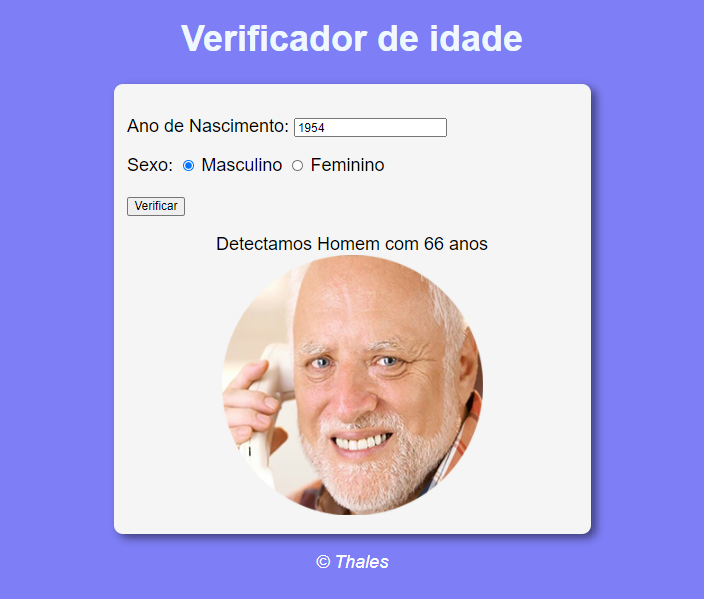 Verificador de idade
Ano de Nascimento: 1954
Sexo: Masculino Feminino
Verificar
Detectamos Homem com 66 anos
© Thales